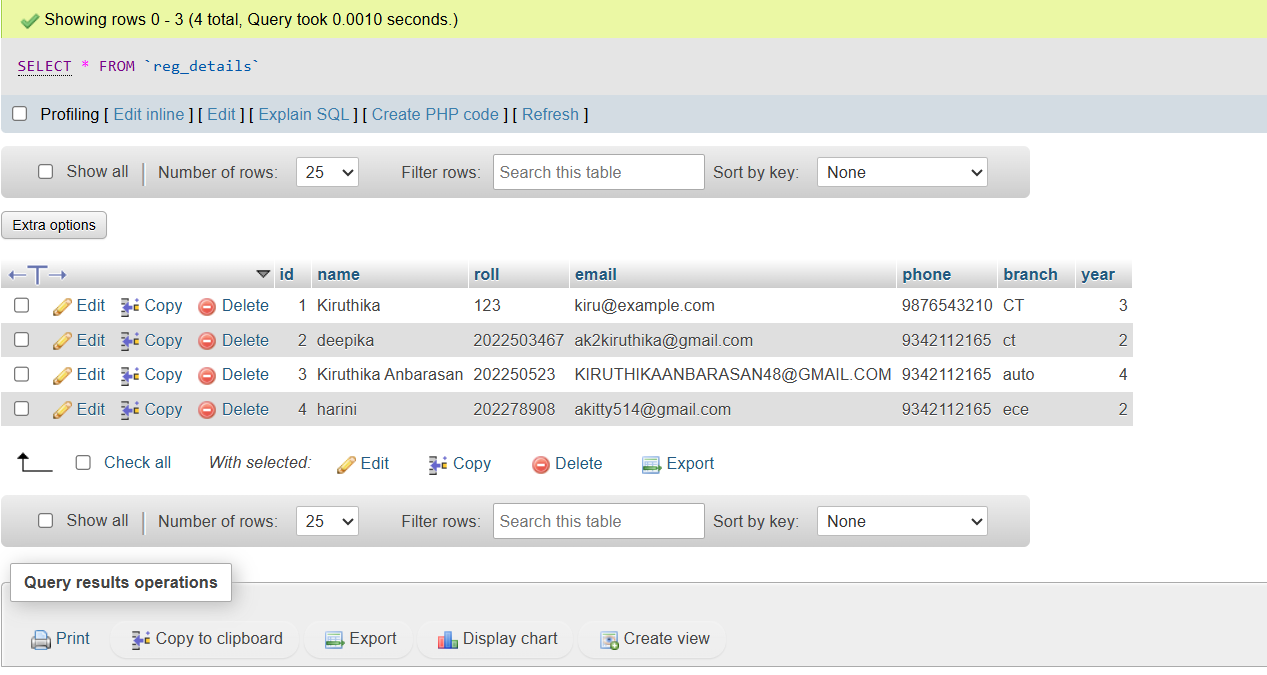 Showing rows 0 - 3 (4 total, Query took 0.0010 seconds.)
SELECT * FROM `reg_details`
Profiling [ Edit inline ] [ Edit ] [ Explain SQL ] [ Create PHP code ] [ Refresh ]
Show all Number of rows: 25 Filter rows: Search this table Sort by key: None
Extra options
id name roll email phone branch year
Edit Copy Delete 1 Kiruthika 123 kiru@example.com 9876543210 CT 3
Edit Copy Delete 2 deepika 2022503467 ak2kiruthika@gmail.com 9342112165 ct 2
Edit Copy Delete 3 Kiruthika Anbarasan 202250523 KIRUTHIKAANBARASAN48@GMAIL.COM 9342112165 auto 4
Edit Copy Delete 4 harini 202278908 akitty514@gmail.com 9342112165 ece 2
Check all With selected: Edit Copy Delete Export
Show all Number of rows: 25 Filter rows: Search this table Sort by key: None
Query results operations
Print Copy to clipboard Export Display chart Create view